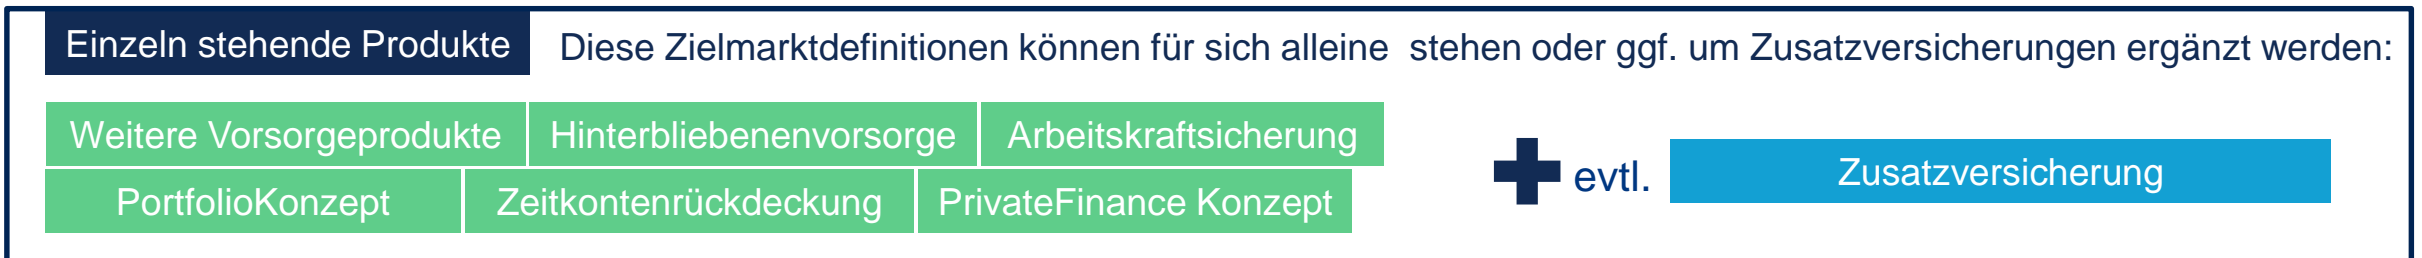 Einzeln stehende Produkte Diese Zielmarktdefinitionen können für sich alleine  stehen oder ggf. um Zusatzversicherungen ergänzt werden:
Weitere Vorsorgeprodukte Hinterbliebenenvorsorge Arbeitskraftsicherung
PortfolioKonzept Zeitkontenrückdeckung PrivateFinance Konzept
evtl. Zusatzversicherung